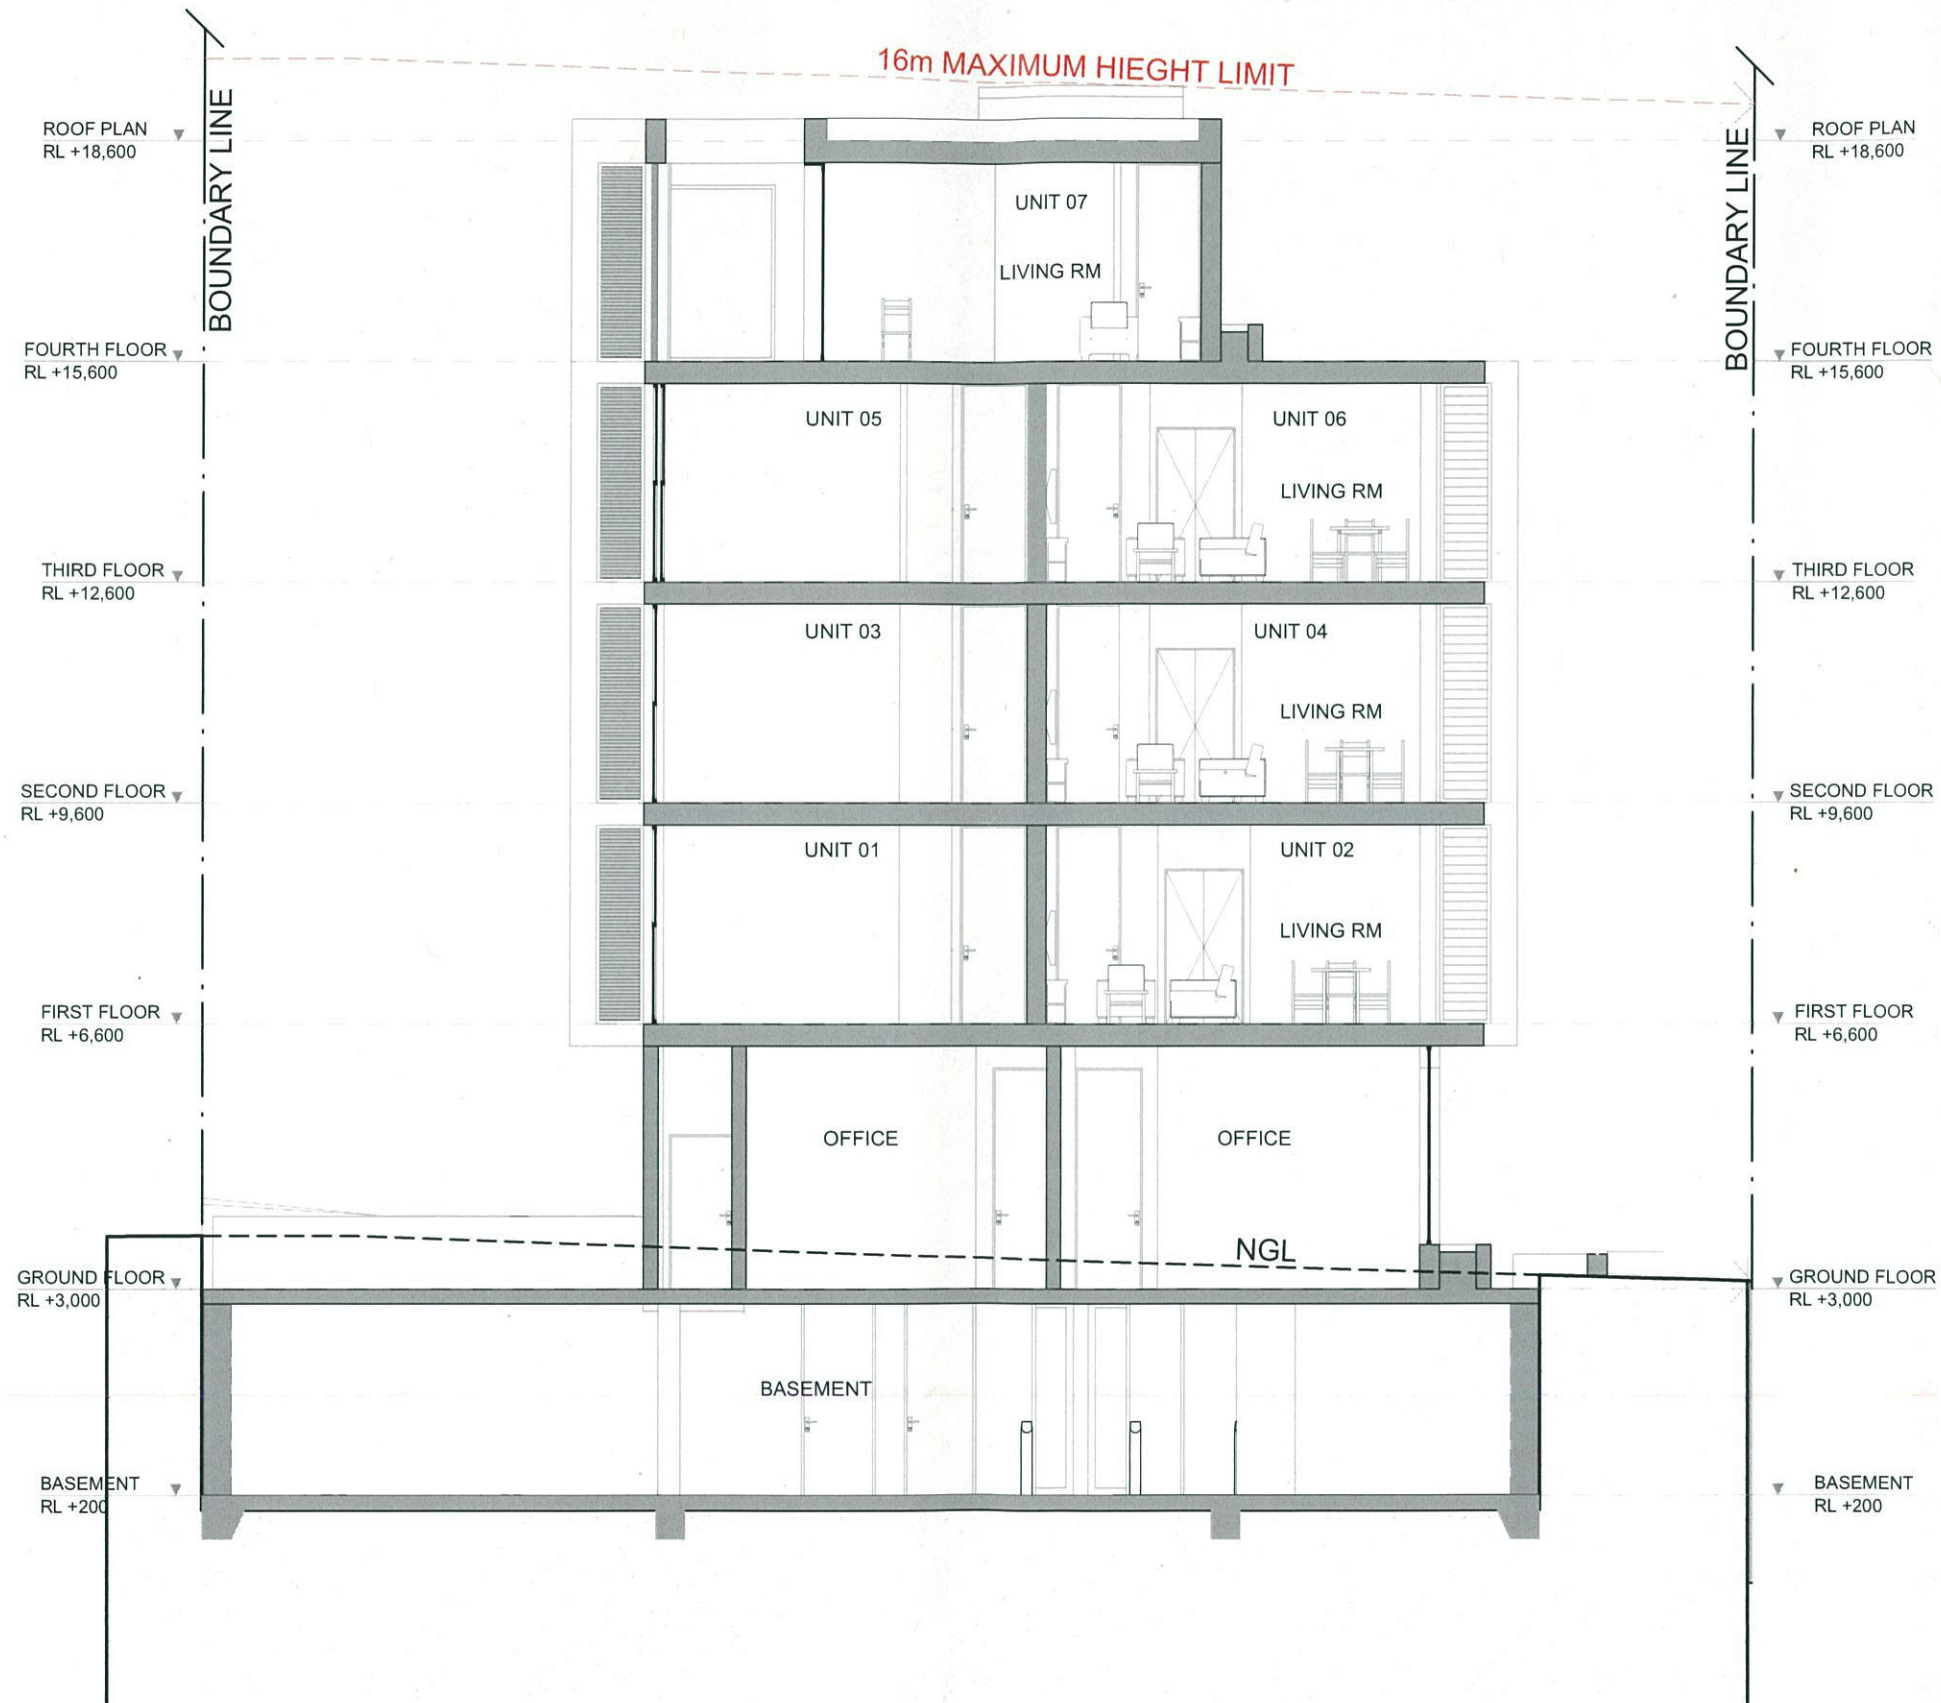 16m MAXIMUM HIEGHT LIMIT
BOUNDARY LINE
BOUNDARY LINE
ROOF PLAN
RL +18,600
ROOF PLAN
RL +18,600
UNIT 07
LIVING RM
FOURTH FLOOR
RL +15,600
FOURTH FLOOR
RL +15,600
UNIT 05
UNIT 06
LIVING RM
THIRD FLOOR
RL +12,600
THIRD FLOOR
RL +12,600
UNIT 03
UNIT 04
LIVING RM
SECOND FLOOR
RL +9,600
SECOND FLOOR
RL +9,600
UNIT 01
UNIT 02
LIVING RM
FIRST FLOOR
RL +6,600
FIRST FLOOR
RL +6,600
OFFICE
OFFICE
NGL
GROUND FLOOR
RL +3,000
GROUND FLOOR
RL +3,000
BASEMENT
BASEMENT
RL +200
BASEMENT
RL +200